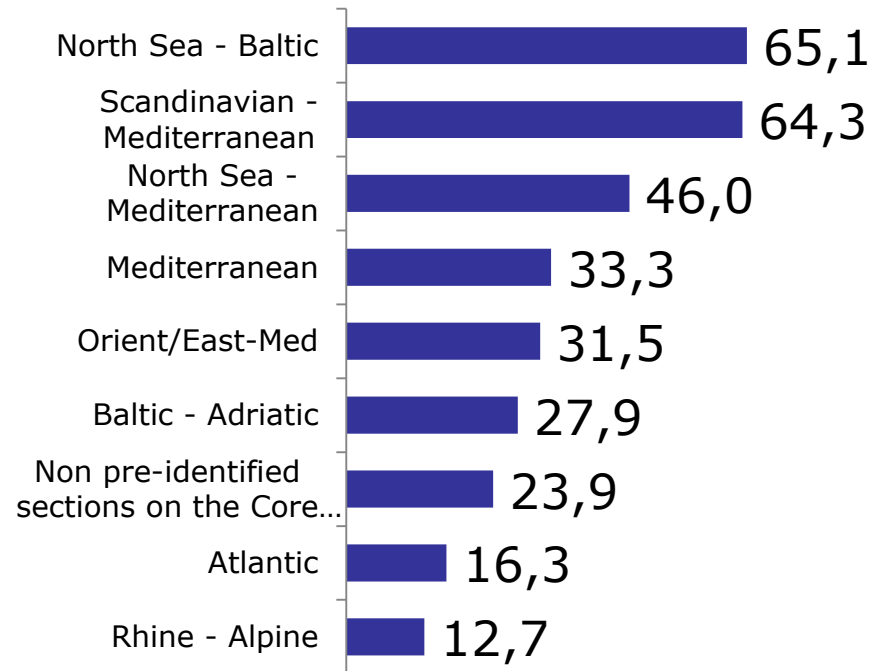 North Sea - Baltic 65,1
Scandinavian -
Mediterranean 64,3
North Sea -
Mediterranean 46,0
Mediterranean 33,3
Orient/East-Med 31,5
Baltic - Adriatic 27,9
Non pre-identified
sections on the Core… 23,9
Atlantic 16,3
Rhine - Alpine 12,7